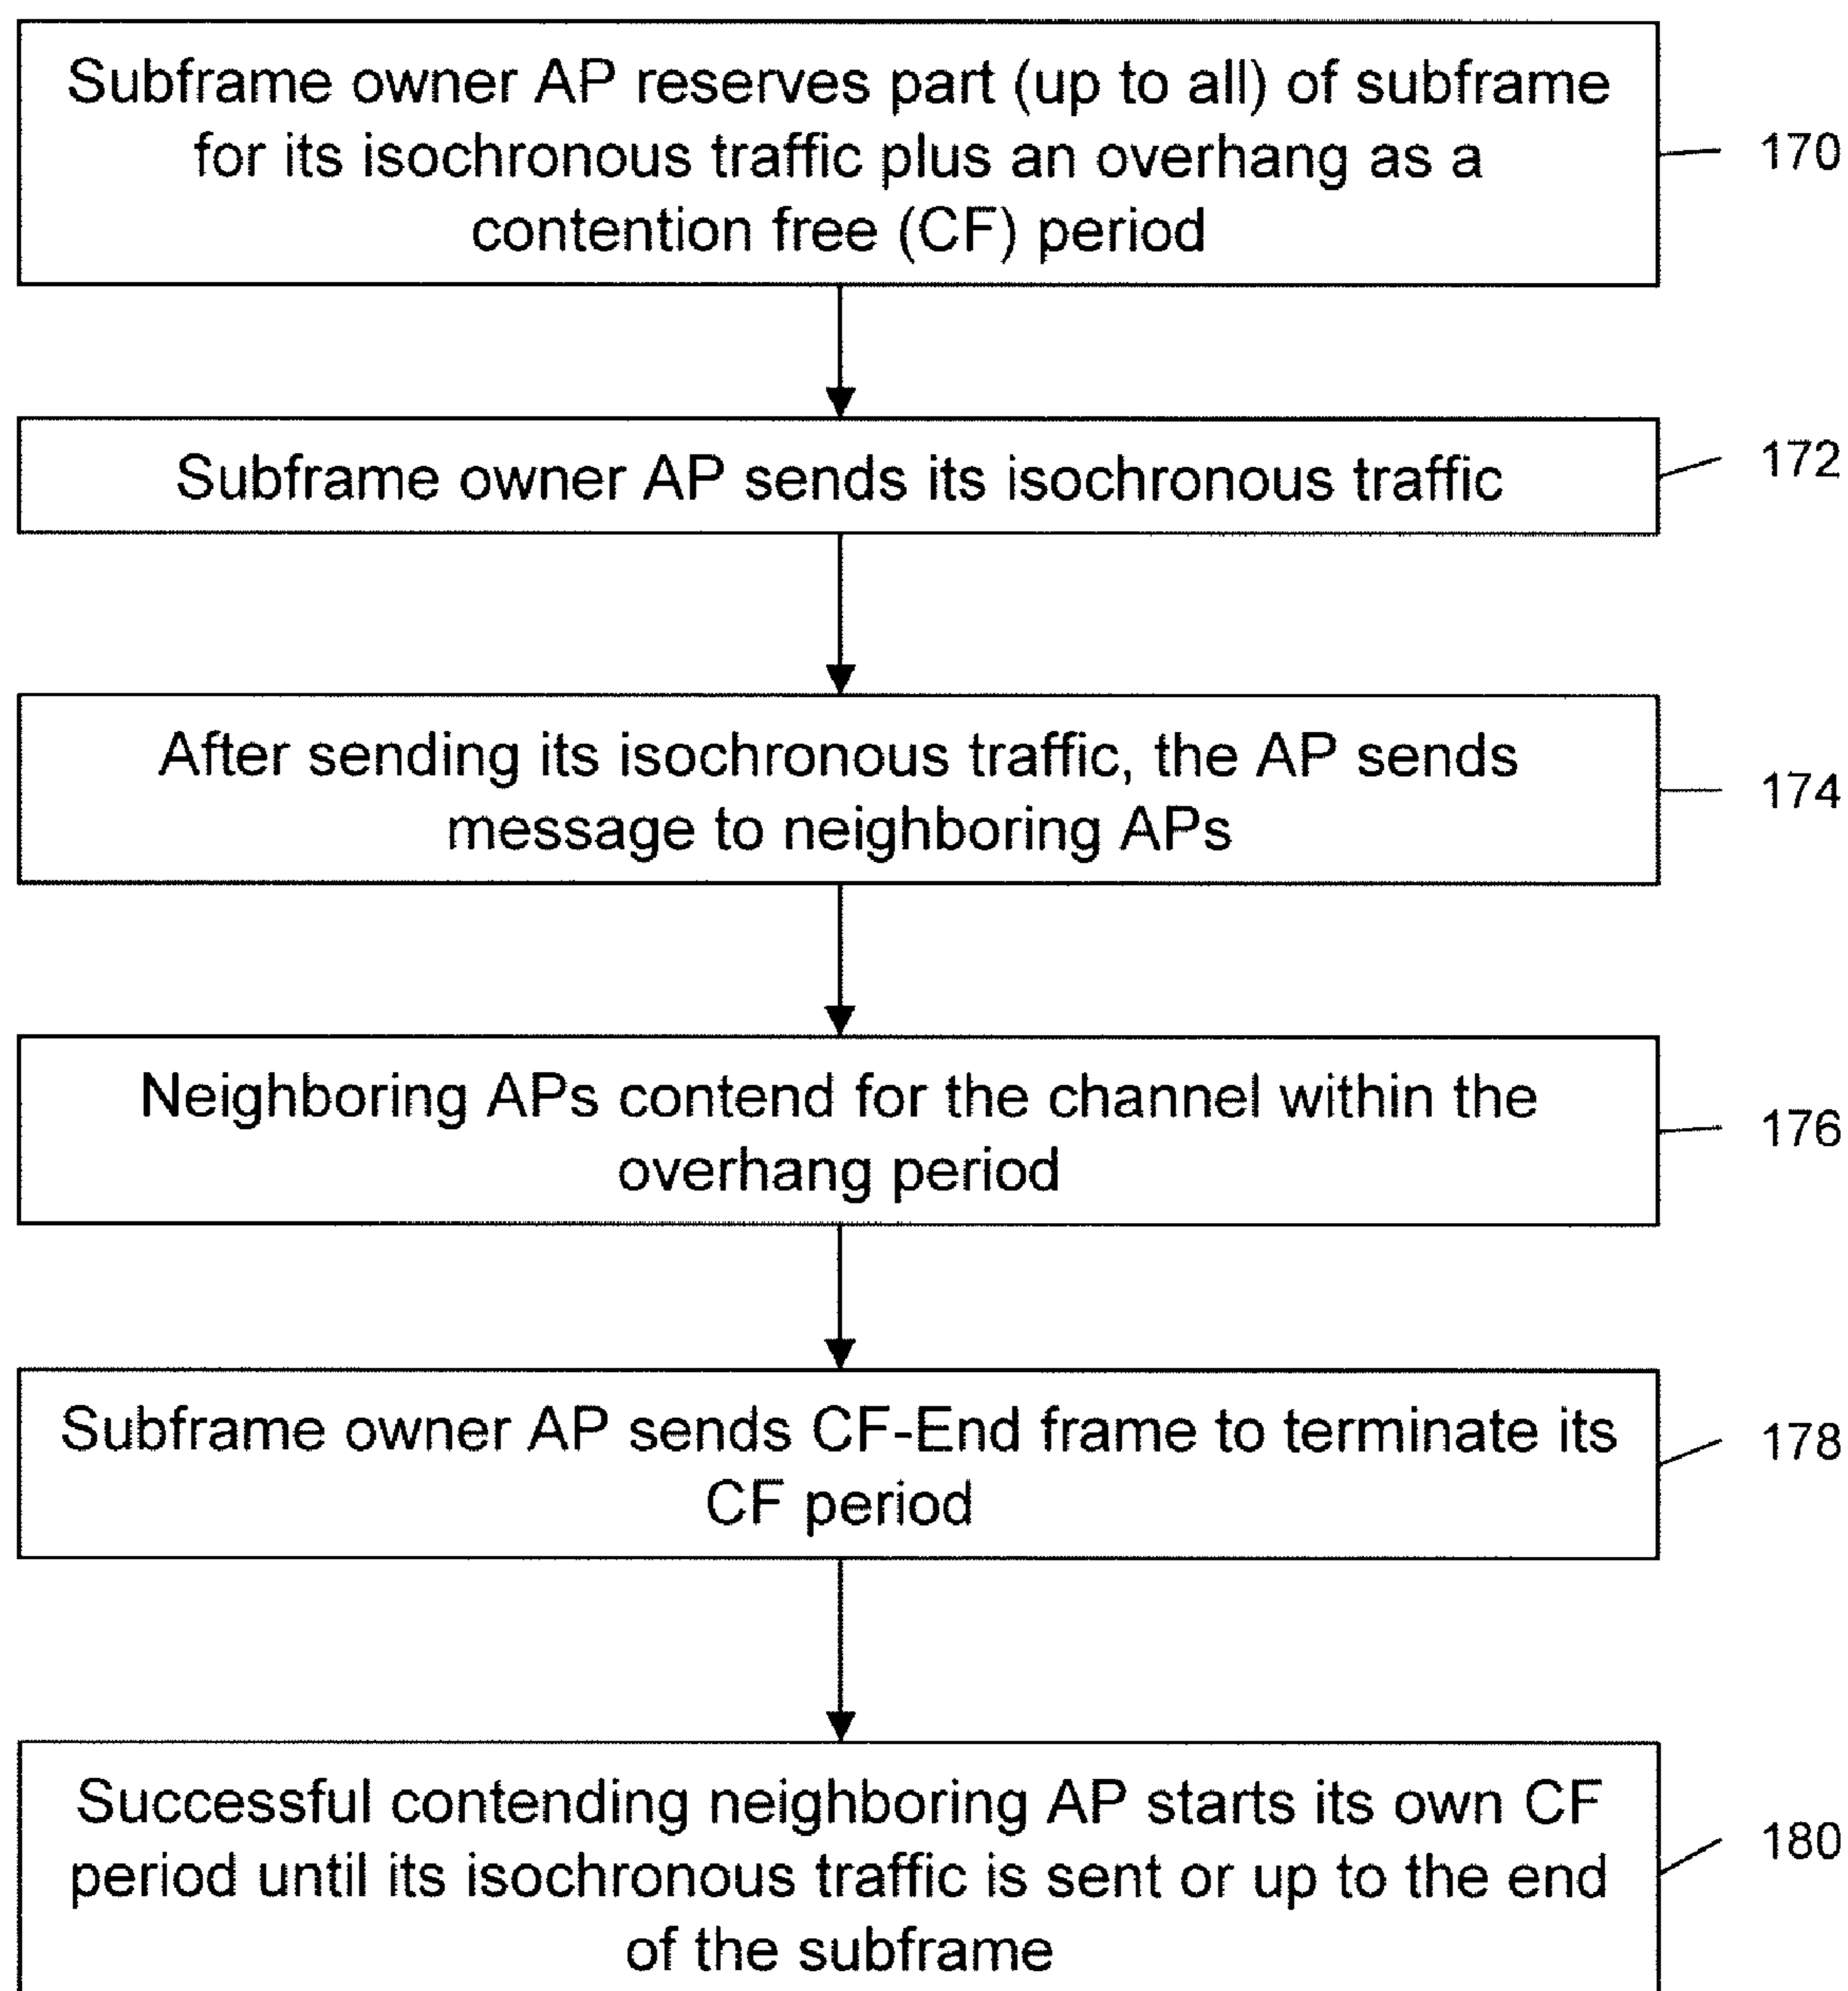 Subframe owner AP reserves part (up to all) of subframe
for its isochronous traffic plus an overhang as a
contention free (CF) period
170
Subframe owner AP sends its isochronous traffic
172
After sending its isochronous traffic, the AP sends
message to neighboring APs
174
Neighboring APs contend for the channel within the
overhang period
176
Subframe owner AP sends CF-End frame to terminate its
CF period
178
Successful contending neighboring AP starts its own CF
period until its isochronous traffic is sent or up to the end
of the subframe
180